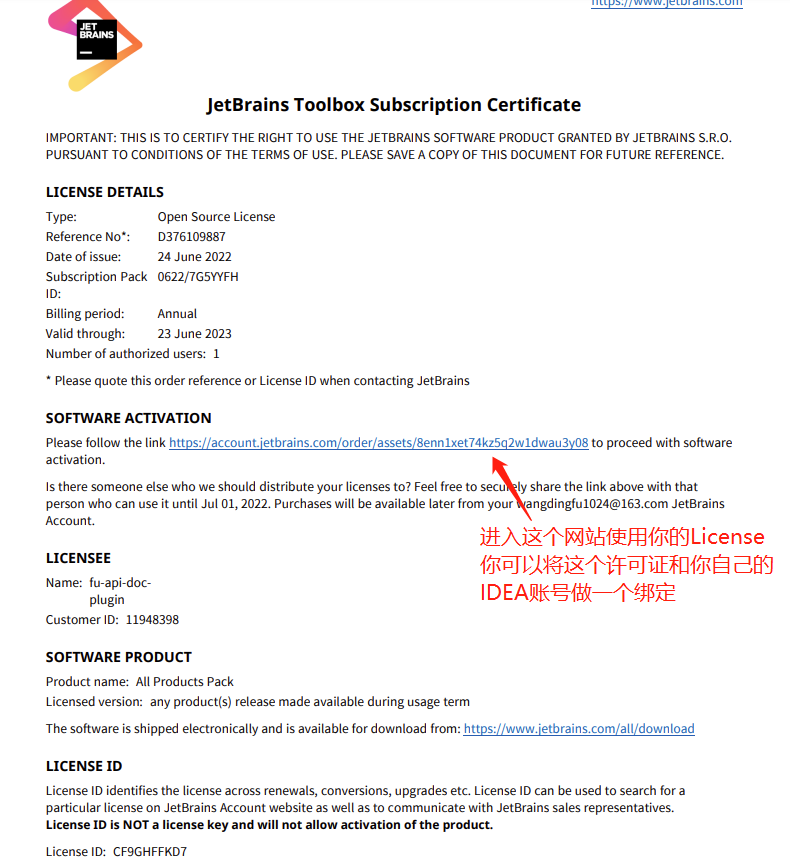 https://www.jetbrains.com
JET
BRAINS
JetBrains Toolbox Subscription Certificate
IMPORTANT: THIS IS TO CERTIFY THE RIGHT TO USE THE JETBRAINS SOFTWARE PRODUCT GRANTED BY JETBRAINS S.R.O.
PURSUANT TO CONDITIONS OF THE TERMS OF USE. PLEASE SAVE A COPY OF THIS DOCUMENT FOR FUTURE REFERENCE.
LICENSE DETAILS
Type: Open Source License
Reference No*: D376109887
Date of issue: 24 June 2022
Subscription Pack 0622/7G5YYFH
ID:
Billing period: Annual
Valid through: 23 June 2023
Number of authorized users: 1
* Please quote this order reference or License ID when contacting JetBrains
SOFTWARE ACTIVATION
Please follow the link https://account.jetbrains.com/order/assets/8enn1xet74kz5q2w1dwau3y08 to proceed with software
activation.
Is there someone else who we should distribute your licenses to? Feel free to securely share the link above with that
person who can use it until Jul 01, 2022. Purchases will be available later from your wangdingfu1024@163.com JetBrains
Account.
进入这个网站使用你的License
你可以将这个许可证和你自己的
IDEA账号做一个绑定
LICENSEE
Name: fu-api-doc-
plugin
Customer ID: 11948398
SOFTWARE PRODUCT
Product name: All Products Pack
Licensed version: any product(s) release made available during usage term
The software is shipped electronically and is available for download from: https://www.jetbrains.com/all/download
LICENSE ID
License ID identifies the license across renewals, conversions, upgrades etc. License ID can be used to search for a
particular license on JetBrains Account website as well as to communicate with JetBrains sales representatives.
License ID is NOT a license key and will not allow activation of the product.
License ID: CF9GHFFKD7